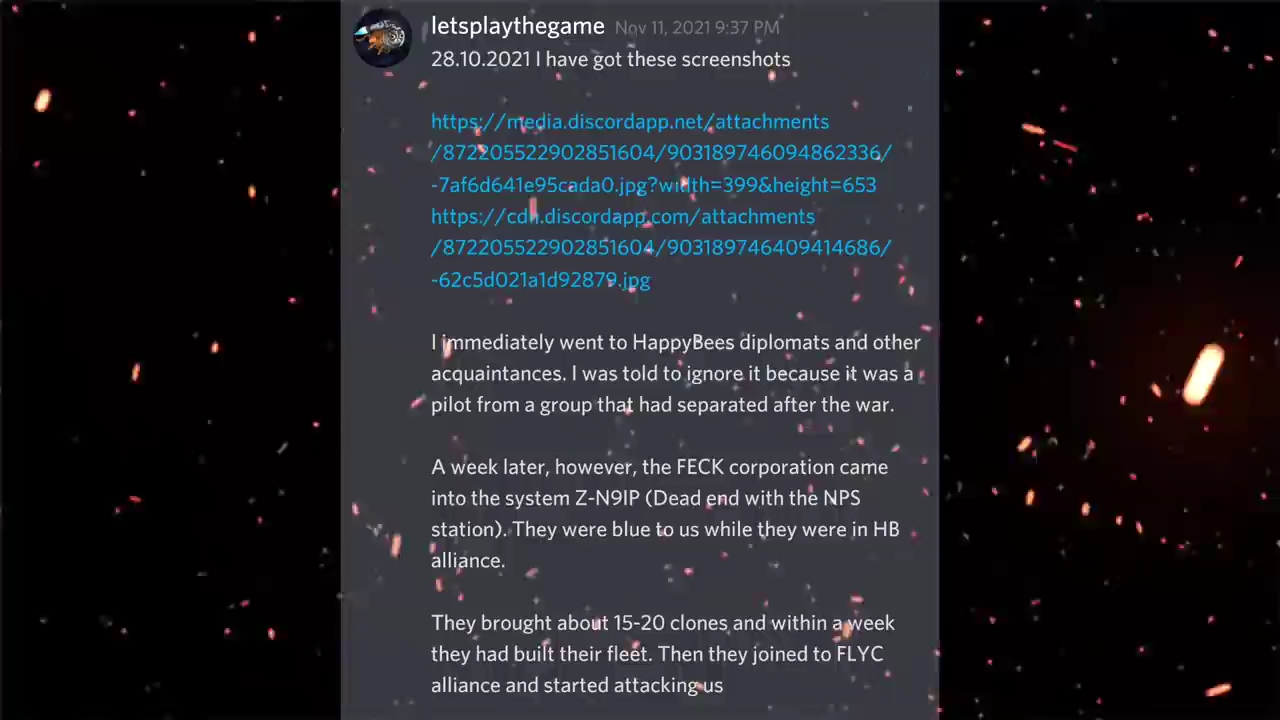 letsplaythegame Nov 11, 2021 9:37 PM
28.10.2021 I have got these screenshots
https://media.discordapp.net/attachments
/872205522902851604/903189746094862336/
-7af6d641e95cada0.jpg?width=399&height=653
https://cdn.discordapp.com/attachments
/872205522902851604/903189746409414686/
-62c5d021a1d92879.jpg
I immediately went to HappyBees diplomats and other
acquaintances. I was told to ignore it because it was a
pilot from a group that had separated after the war.
A week later, however, the FECK corporation came
into the system Z-N9IP (Dead end with the NPS
station). They were blue to us while they were in HB
alliance.
They brought about 15-20 clones and within a week
they had built their fleet. Then they joined to FLYC
alliance and started attacking us